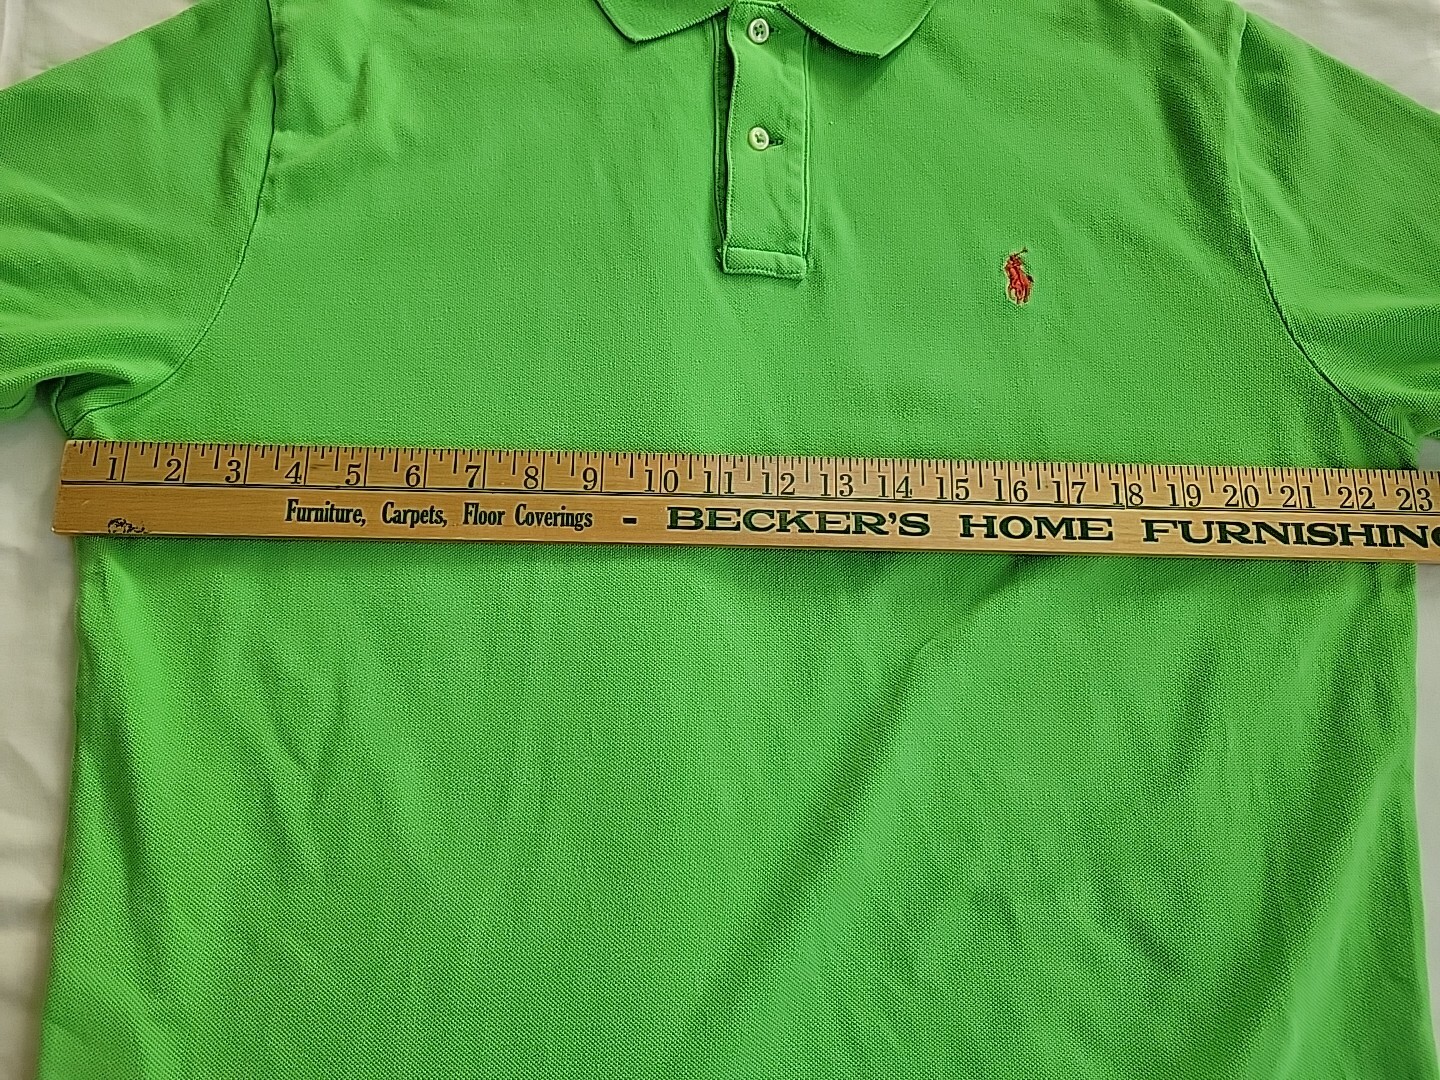 1 2 3 4 5 6 7 8 9 10 11 12 13 14 15 16 17 18 19 20 21 22 23
Furniture, Carpets, Floor Coverings - BECKER'S HOME FURNISHING